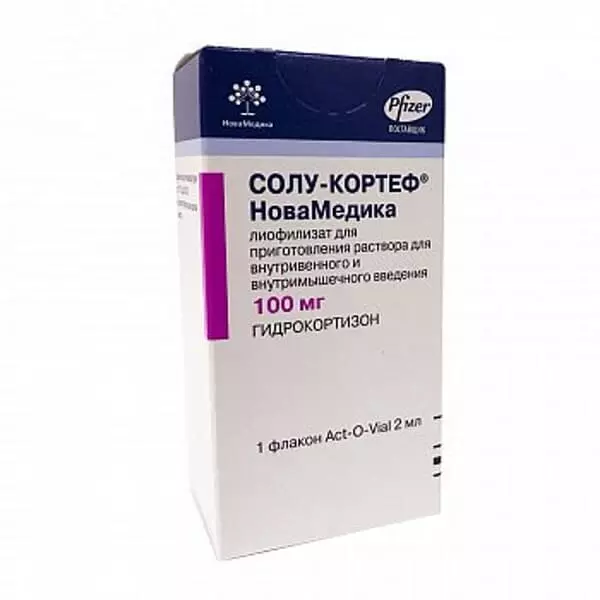 НоваМедика
Pfizer
ПОСТАВЩИК
СОЛУ-КОРТЕФ®
НоваМедика
лиофилизат для
приготовления раствора для
внутривенного и
внутримышечного введения
100 мг
ГИДРОКОРТИЗОН
1 флакон Act-O-Vial 2 мл